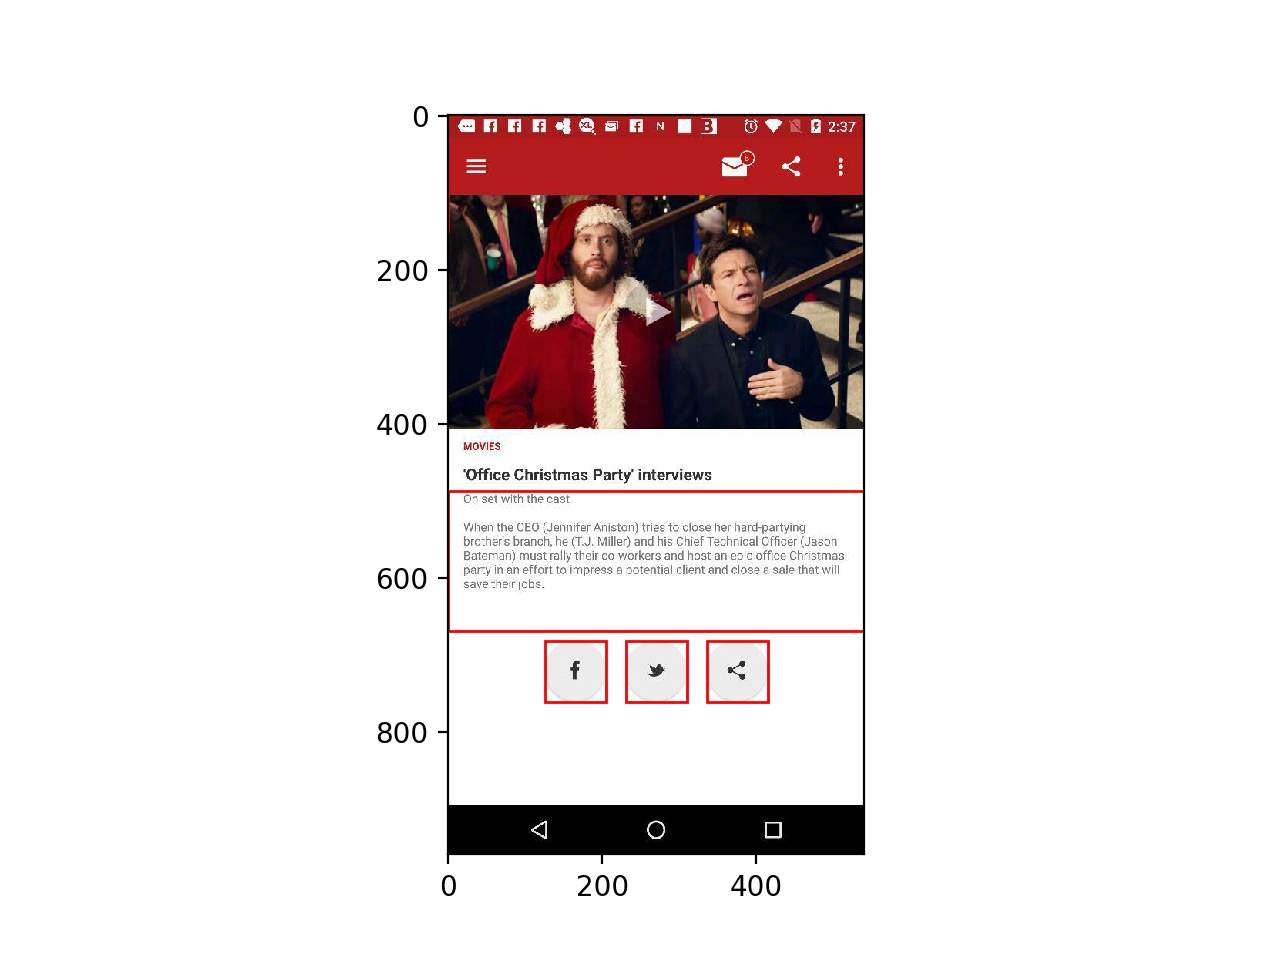 0
XL
N
B
2:37
6
200
400
MOVIES
'Office Christmas Party' interviews
On set with the cast
When the CEO (Jennifer Aniston) tries to close her hard-partying
brother's branch, he (T.J. Miller) and his Chief Technical Officer (Jason
Bateman) must rally their co-workers and host an epic office Christmas
party in an effort to impress a potential client and close a sale that will
save their jobs.
600
800
0
200
400